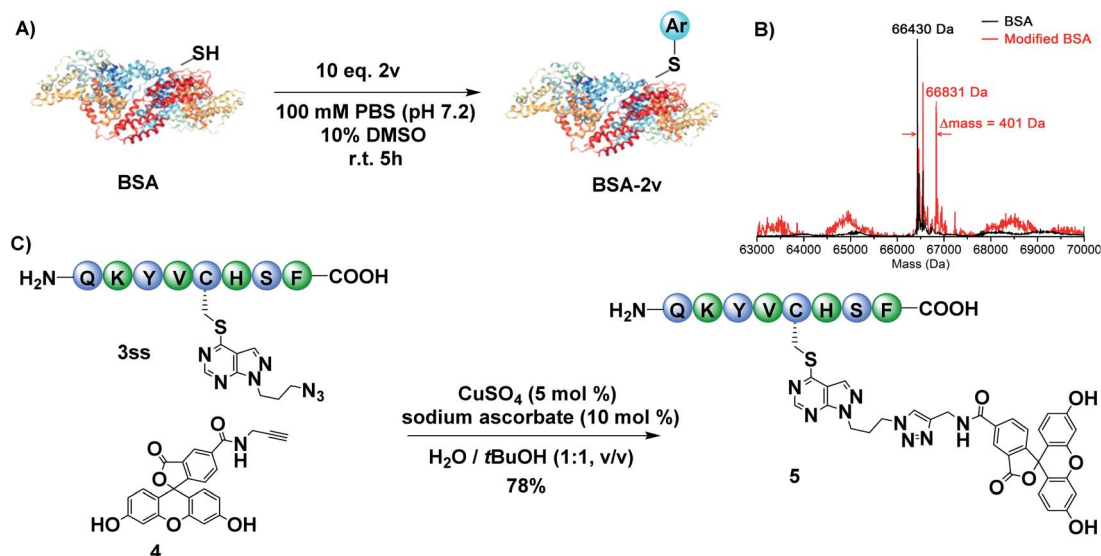 A)
SH
BSA
10 eq. 2v
100 mM PBS (pH 7.2)
10% DMSO
r.t. 5h
Ar
S
BSA-2v
B)
BSA
Modified BSA
66430 Da
66831 Da
Δmass = 401 Da
63000 64000 65000 66000 67000 68000 69000 70000
Mass (Da)
C)
H₂N Q K Y V C H S F COOH
S
3ss
N
N
N
N
N₃
O
N
H
O
O
HO
O
OH
4
CuSO₄ (5 mol %)
sodium ascorbate (10 mol %)
H₂O / tBuOH (1:1, v/v)
78%
H₂N Q K Y V C H S F COOH
S
N
N
N
N
N
N=N
N
H
O
OH
O
O
O
OH
5